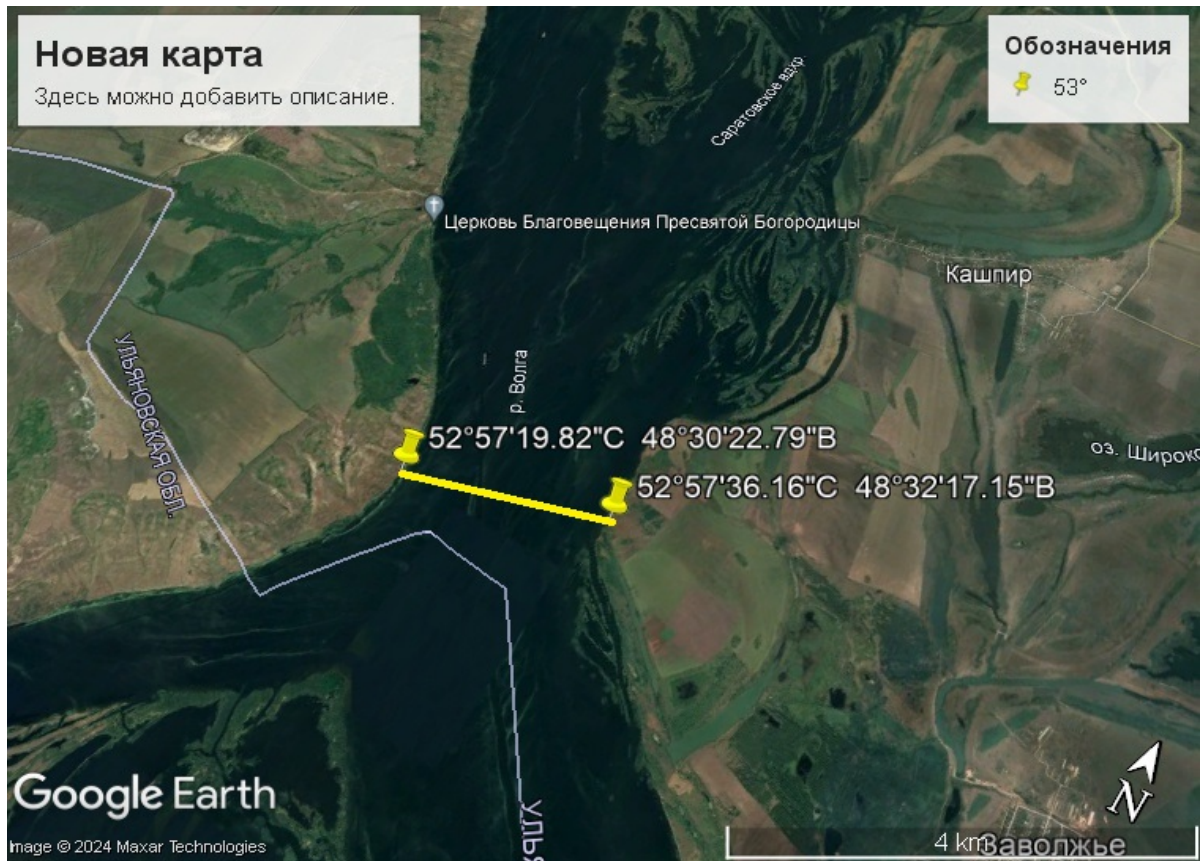 Новая карта
Здесь можно добавить описание.
Обозначения
53°
Саратовское вдхр
Церковь Благовещения Пресвятой Богородицы
Кашпир
УЛЬЯНОВСКАЯ ОБЛ.
р. Волга
52°57'19.82"С 48°30'22.79"В
оз. Широко
52°57'36.16"С 48°32'17.15"В
Google Earth
УЛЬЯ
N
4 km
Заволжье
Image © 2024 Maxar Technologies